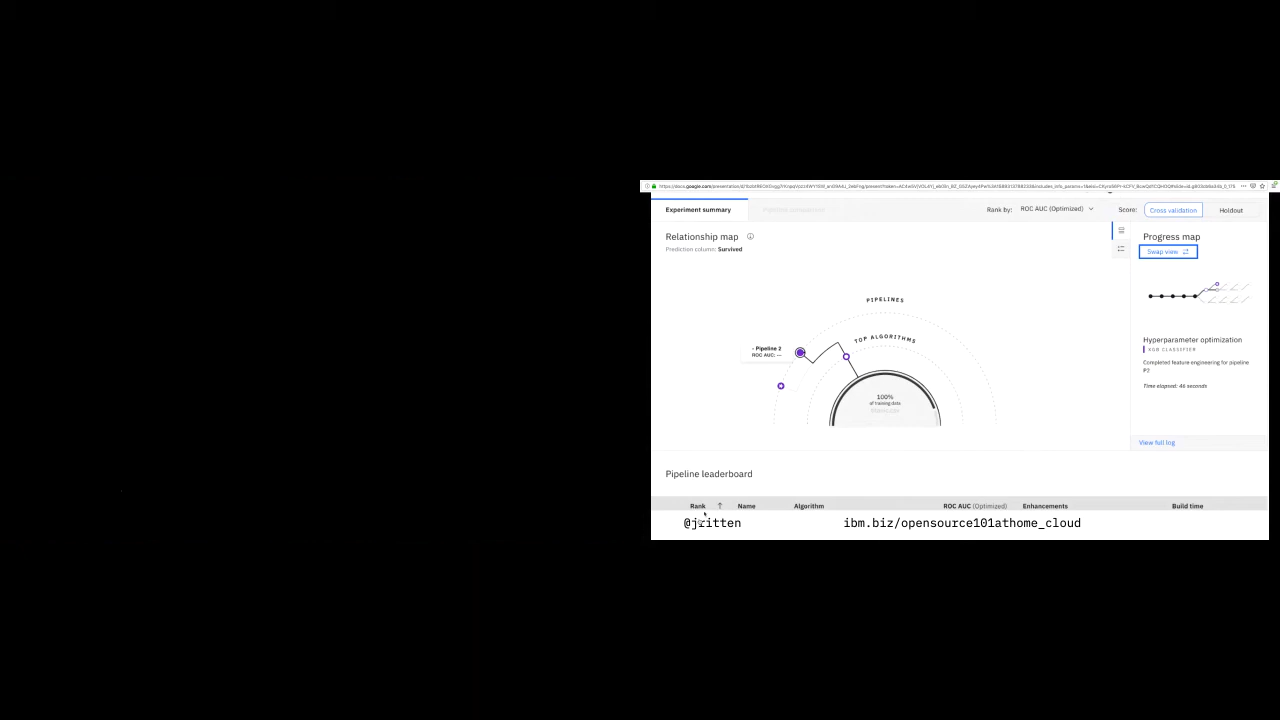 Experiment summary
Pipeline comparison
Rank by: ROC AUC (Optimized)
Score: Cross validation Holdout
Relationship map
Prediction column: Survived
Progress map
Swap view
PIPELINES
TOP ALGORITHMS
- Pipeline 2
ROC AUC: —
100%
of training data
Hyperparameter optimization
XGB CLASSIFIER
Completed feature engineering for pipeline
P2
Time elapsed: 46 seconds
View full log
Pipeline leaderboard
Rank Name Algorithm ROC AUC (Optimized) Enhancements Build time
@jritten ibm.biz/opensource101athome_cloud